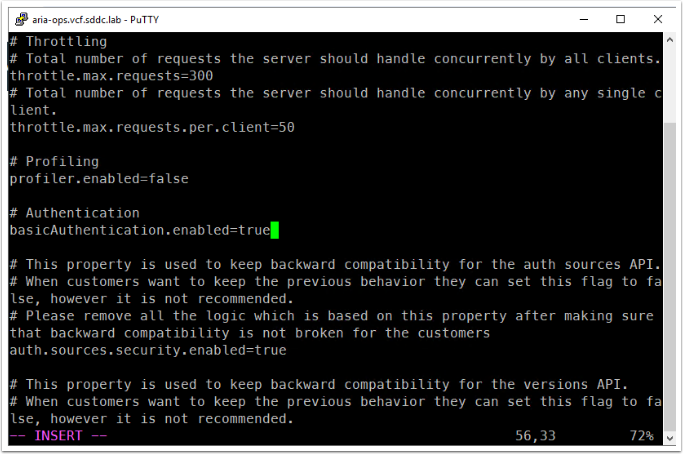 aria-ops.vcf.sddc.lab - PuTTY
# Throttling
# Total number of requests the server should handle concurrently by all clients.
throttle.max.requests=300
# Total number of requests the server should handle concurrently by any single c
lient.
throttle.max.requests.per.client=50
# Profiling
profiler.enabled=false
# Authentication
basicAuthentication.enabled=true
# This property is used to keep backward compatibility for the auth sources API.
# When customers want to keep the previous behavior they can set this flag to fa
lse, however it is not recommended.
# Please remove all the logic which is based on this property after making sure
that backward compatibility is not broken for the customers
auth.sources.security.enabled=true
# This property is used to keep backward compatibility for the versions API.
# When customers want to keep the previous behavior they can set this flag to fa
lse, however it is not recommended.
-- INSERT -- 56,33 72%